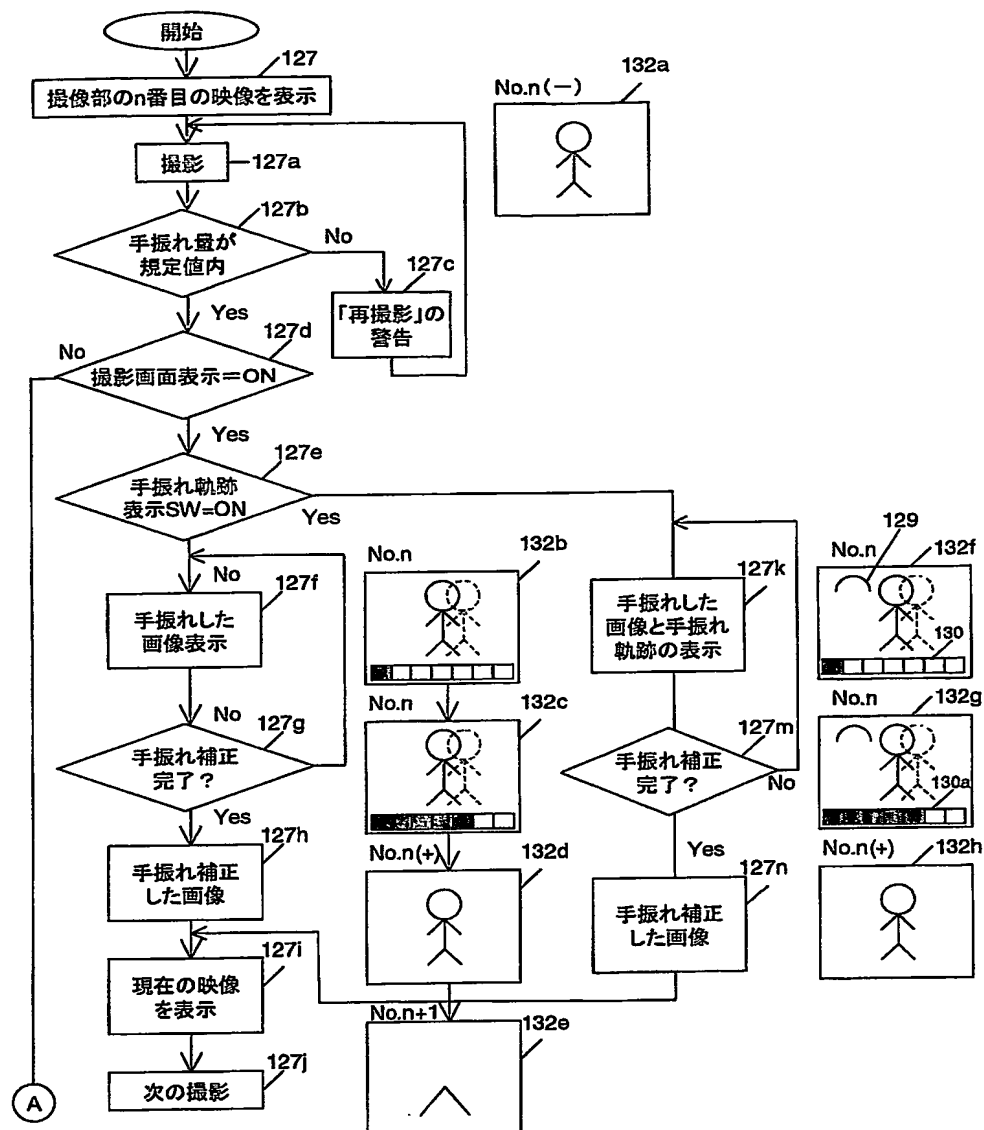 開始
127
撮像部のn番目の映像を表示
撮影
127a
127b
手振れ量が
規定値内
No
Yes
127c
「再撮影」の
警告
127d
No
撮影画面表示=ON
Yes
127e
手振れ軌跡
表示SW=ON
Yes
No
127f
手振れした
画像表示
No
127g
手振れ補正
完了?
Yes
127h
手振れ補正
した画像
127i
現在の映像
を表示
127j
次の撮影
A
No.n(-)
132a
No.n
132b
No.n
132c
No.n(+)
132d
No.n+1
132e
127k
手振れした
画像と手振れ
軌跡の表示
127m
手振れ補正
完了?
No
Yes
127n
手振れ補正
した画像
129
No.n
132f
130
No.n
132g
130a
No.n(+)
132h